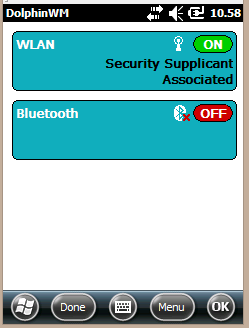 DolphinWM 10.58
WLAN ON
Security Supplicant
Associated
Bluetooth OFF
Done Menu OK